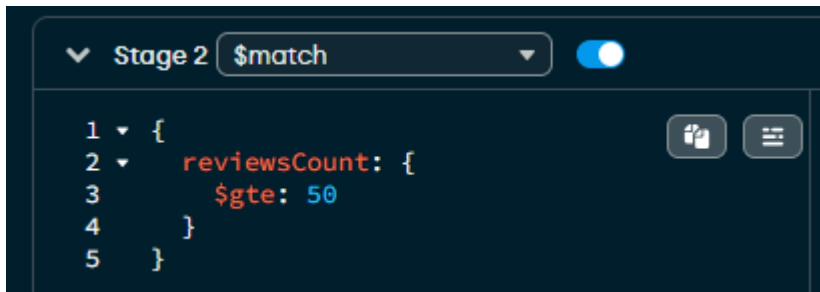 Stage 2 $match
1 {
2 reviewsCount: {
3 $gte: 50
4 }
5 }